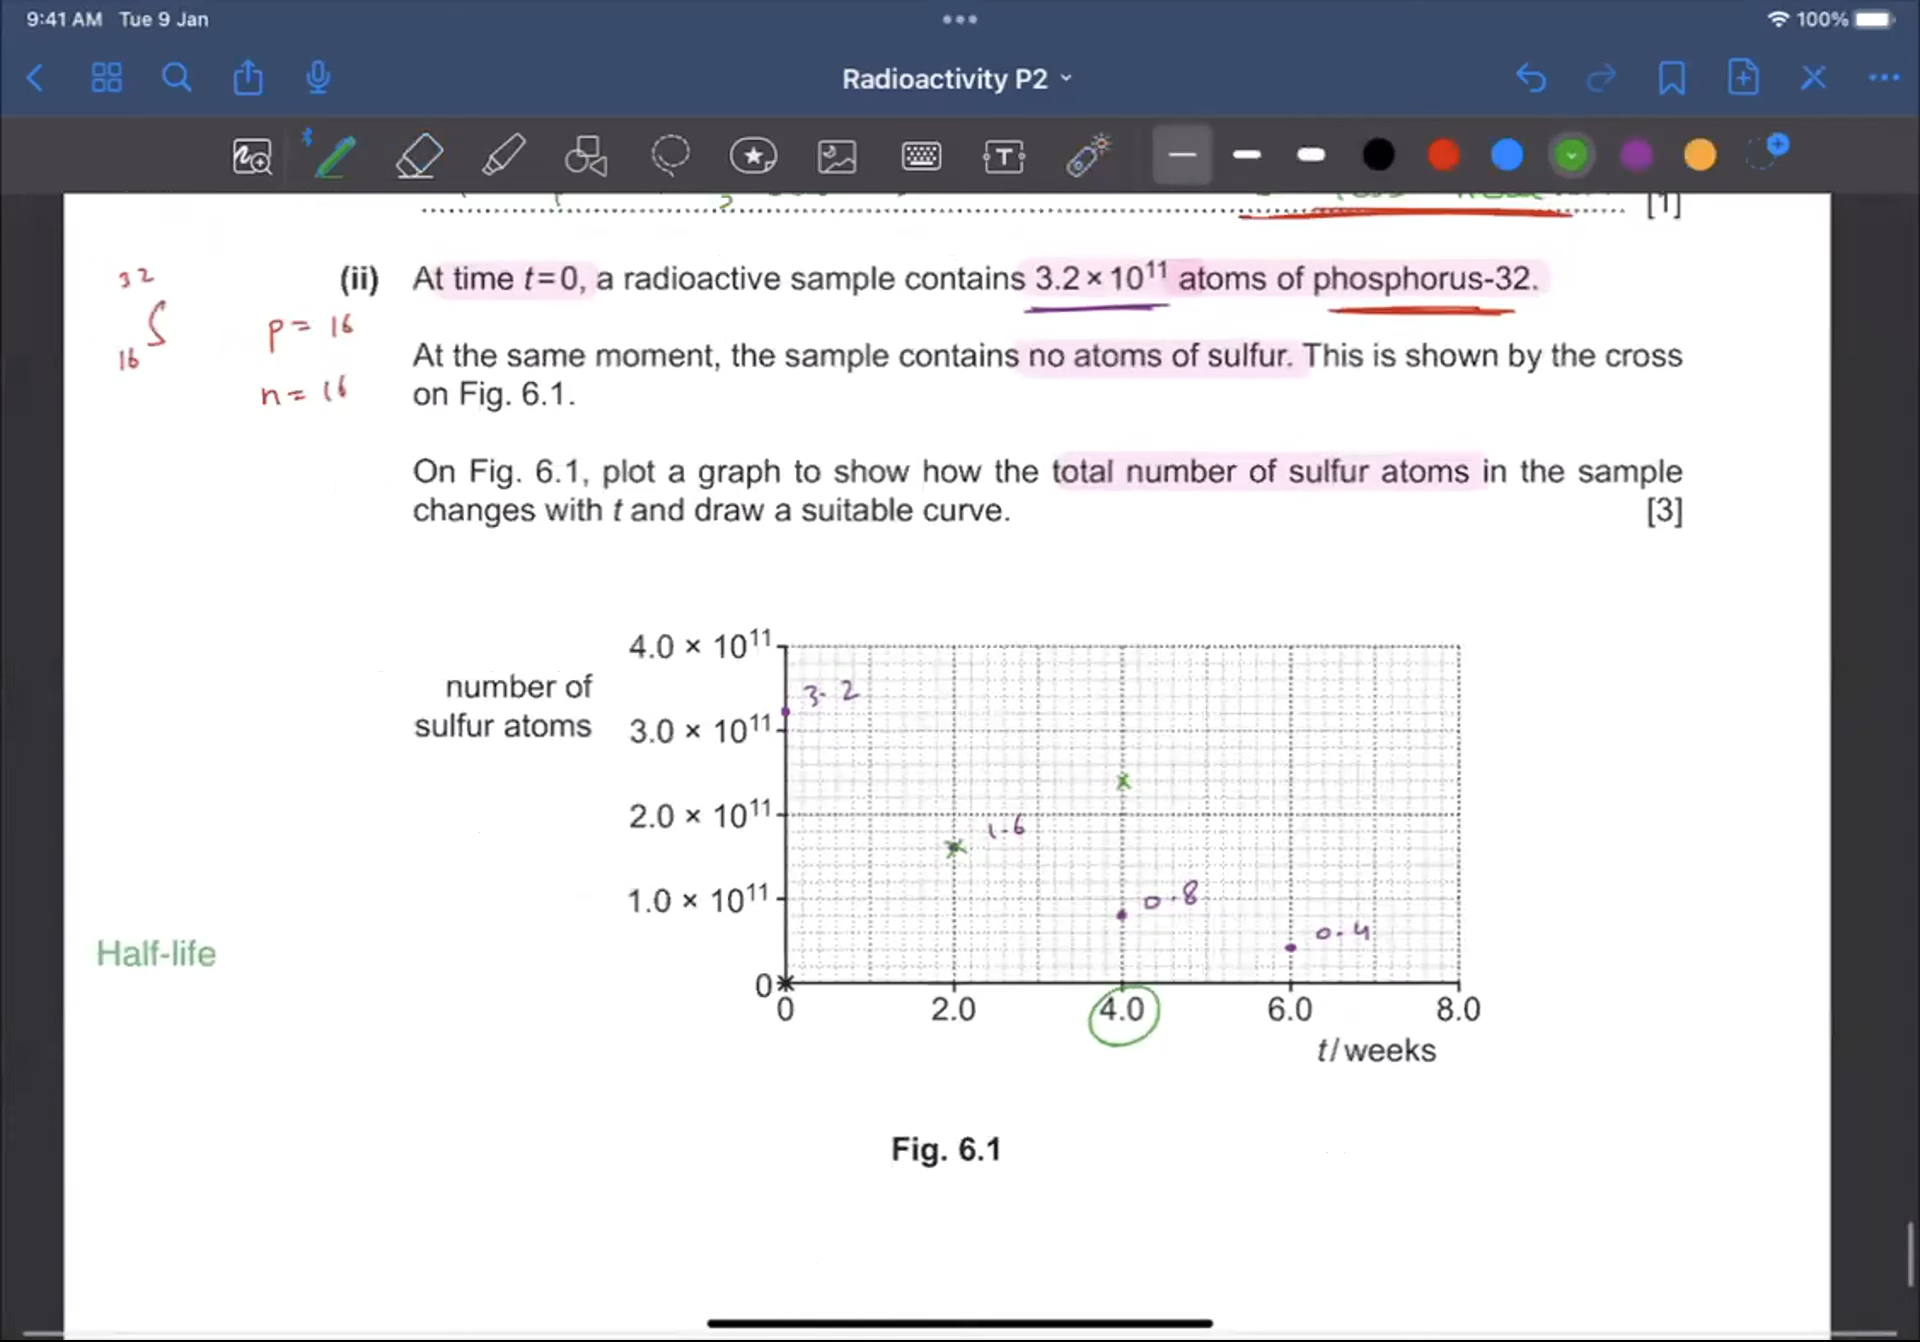 9:41 AM Tue 9 Jan
100%
Radioactivity P2
[1]
(ii) At time t = 0, a radioactive sample contains 3.2 × 10¹¹ atoms of phosphorus-32.
At the same moment, the sample contains no atoms of sulfur. This is shown by the cross
on Fig. 6.1.
On Fig. 6.1, plot a graph to show how the total number of sulfur atoms in the sample
changes with t and draw a suitable curve. [3]
32
S
16
p = 16
n = 16
number of
sulfur atoms
4.0 × 10¹¹
3.0 × 10¹¹
2.0 × 10¹¹
1.0 × 10¹¹
0
3.2
1.6
0.8
0.4
0 2.0 4.0 6.0 8.0
t / weeks
Half-life
Fig. 6.1